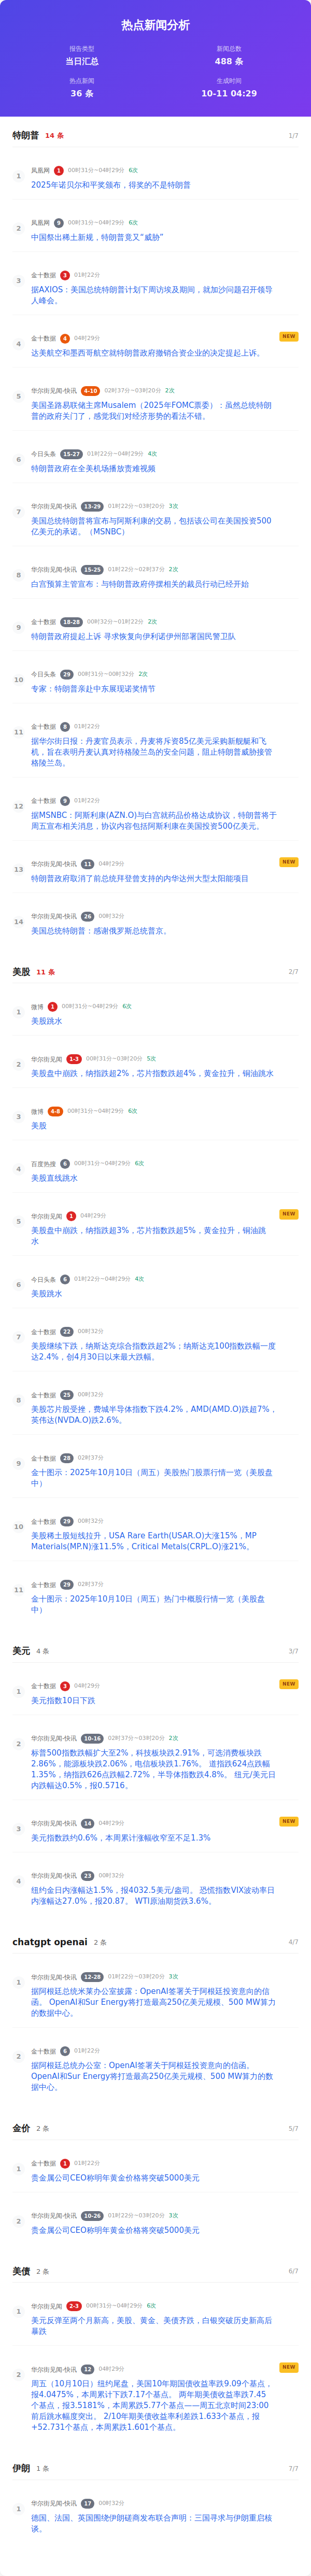 热点新闻分析
报告类型
新闻总数
当日汇总
488 条
热点新闻
生成时间
36 条
10-11 04:29
特朗普 14 条 1/7
1
凤凰网 1 00时31分~04时29分 6次
2025年诺贝尔和平奖颁布，得奖的不是特朗普
2
凤凰网 9 00时31分~04时29分 6次
中国祭出稀土新规，特朗普竟又“威胁”
3
金十数据 3 01时22分
据AXIOS：美国总统特朗普计划下周访埃及期间，就加沙问题召开领导
人峰会。
4
金十数据 4 04时29分 NEW
达美航空和墨西哥航空就特朗普政府撤销合资企业的决定提起上诉。
5
华尔街见闻-快讯 4-10 02时37分~03时20分 2次
美国圣路易联储主席Musalem（2025年FOMC票委）：虽然总统特朗普
的政府关门了，感觉我们对经济形势的看法不错。
6
今日头条 15-27 01时22分~04时29分 4次
特朗普政府在全美机场播放责难视频
7
华尔街见闻-快讯 13-29 01时22分~03时20分 3次
美国总统特朗普将宣布与阿斯利康的交易，包括该公司在美国投资500
亿美元的承诺。（MSNBC）
8
华尔街见闻-快讯 15-25 01时22分~02时37分 2次
白宫预算主管宣布：与特朗普政府停摆相关的裁员行动已经开始
9
金十数据 18-28 00时32分~01时22分 2次
特朗普政府提起上诉 寻求恢复向伊利诺伊州部署国民警卫队
10
今日头条 29 00时31分~00时32分 2次
专家：特朗普亲赴中东展现诺奖情节
11
金十数据 8 01时22分
据华尔街日报：丹麦官员表示，丹麦将斥资85亿美元采购新舰艇和飞
机，旨在表明丹麦认真对待格陵兰岛的安全问题，阻止特朗普威胁接管
格陵兰岛。
12
金十数据 9 01时22分
据MSNBC：阿斯利康(AZN.O)与白宫就药品价格达成协议，特朗普将于
周五宣布相关消息，协议内容包括阿斯利康在美国投资500亿美元。
13
华尔街见闻-快讯 11 04时29分 NEW
特朗普政府取消了前总统拜登曾支持的内华达州大型太阳能项目
14
华尔街见闻-快讯 26 00时32分
美国总统特朗普：感谢俄罗斯总统普京。
美股 11 条 2/7
1
微博 1 00时31分~04时29分 6次
美股跳水
2
华尔街见闻 1-3 00时31分~03时20分 5次
美股盘中崩跌，纳指跌超2%，芯片指数跌超4%，黄金拉升，铜油跳水
3
微博 4-8 00时31分~04时29分 6次
美股
4
百度热搜 6 00时31分~04时29分 6次
美股直线跳水
5
华尔街见闻 1 04时29分 NEW
美股盘中崩跌，纳指跌超3%，芯片指数跌超5%，黄金拉升，铜油跳
水
6
今日头条 6 01时22分~04时29分 4次
美股跳水
7
金十数据 22 00时32分
美股继续下跌，纳斯达克综合指数跌超2%；纳斯达克100指数跌幅一度
达2.4%，创4月30日以来最大跌幅。
8
金十数据 25 00时32分
美股芯片股受挫，费城半导体指数下跌4.2%，AMD(AMD.O)跌超7%，
英伟达(NVDA.O)跌2.6%。
9
金十数据 28 02时37分
金十图示：2025年10月10日（周五）美股热门股票行情一览（美股盘
中）
10
金十数据 29 00时32分
美股稀土股短线拉升，USA Rare Earth(USAR.O)大涨15%，MP
Materials(MP.N)涨11.5%，Critical Metals(CRPL.O)涨21%。
11
金十数据 29 02时37分
金十图示：2025年10月10日（周五）热门中概股行情一览（美股盘
中）
美元 4 条 3/7
1
金十数据 3 04时29分 NEW
美元指数10日下跌
2
华尔街见闻-快讯 10-16 02时37分~03时20分 2次
标普500指数跌幅扩大至2%，科技板块跌2.91%，可选消费板块跌
2.86%，能源板块跌2.06%，电信板块跌1.76%。 道指跌624点跌幅
1.35%，纳指跌626点跌幅2.72%，半导体指数跌4.8%。 纽元/美元日
内跌幅达0.5%，报0.5716。
3
华尔街见闻-快讯 14 04时29分 NEW
美元指数跌约0.6%，本周累计涨幅收窄至不足1.3%
4
华尔街见闻-快讯 23 00时32分
纽约金日内涨幅达1.5%，报4032.5美元/盎司。 恐慌指数VIX波动率日
内涨幅达27.0%，报20.87。 WTI原油期货跌3.6%。
chatgpt openai 2 条 4/7
1
华尔街见闻-快讯 12-28 01时22分~03时20分 3次
据阿根廷总统米莱办公室披露：OpenAI签署关于阿根廷投资意向的信
函。 OpenAI和Sur Energy将打造最高250亿美元规模、500 MW算力
的数据中心。
2
金十数据 6 01时22分
据阿根廷总统办公室：OpenAI签署关于阿根廷投资意向的信函。
OpenAI和Sur Energy将打造最高250亿美元规模、500 MW算力的数
据中心。
金价 2 条 5/7
1
金十数据 1 01时22分
贵金属公司CEO称明年黄金价格将突破5000美元
2
华尔街见闻-快讯 10-26 01时22分~03时20分 3次
贵金属公司CEO称明年黄金价格将突破5000美元
美债 2 条 6/7
1
华尔街见闻 2-3 00时31分~04时29分 6次
美元反弹至两个月新高，美股、黄金、美债齐跌，白银突破历史新高后
暴跌
2
华尔街见闻-快讯 12 04时29分 NEW
周五（10月10日）纽约尾盘，美国10年期国债收益率跌9.09个基点，
报4.0475%，本周累计下跌7.17个基点。 两年期美债收益率跌7.45
个基点，报3.5181%，本周累跌5.77个基点——周五北京时间23:00
前后跳水幅度突出。 2/10年期美债收益率利差跌1.633个基点，报
+52.731个基点，本周累跌1.601个基点。
伊朗 1 条 7/7
1
华尔街见闻-快讯 17 00时32分
德国、法国、英国围绕伊朗磋商发布联合声明：三国寻求与伊朗重启核
谈。